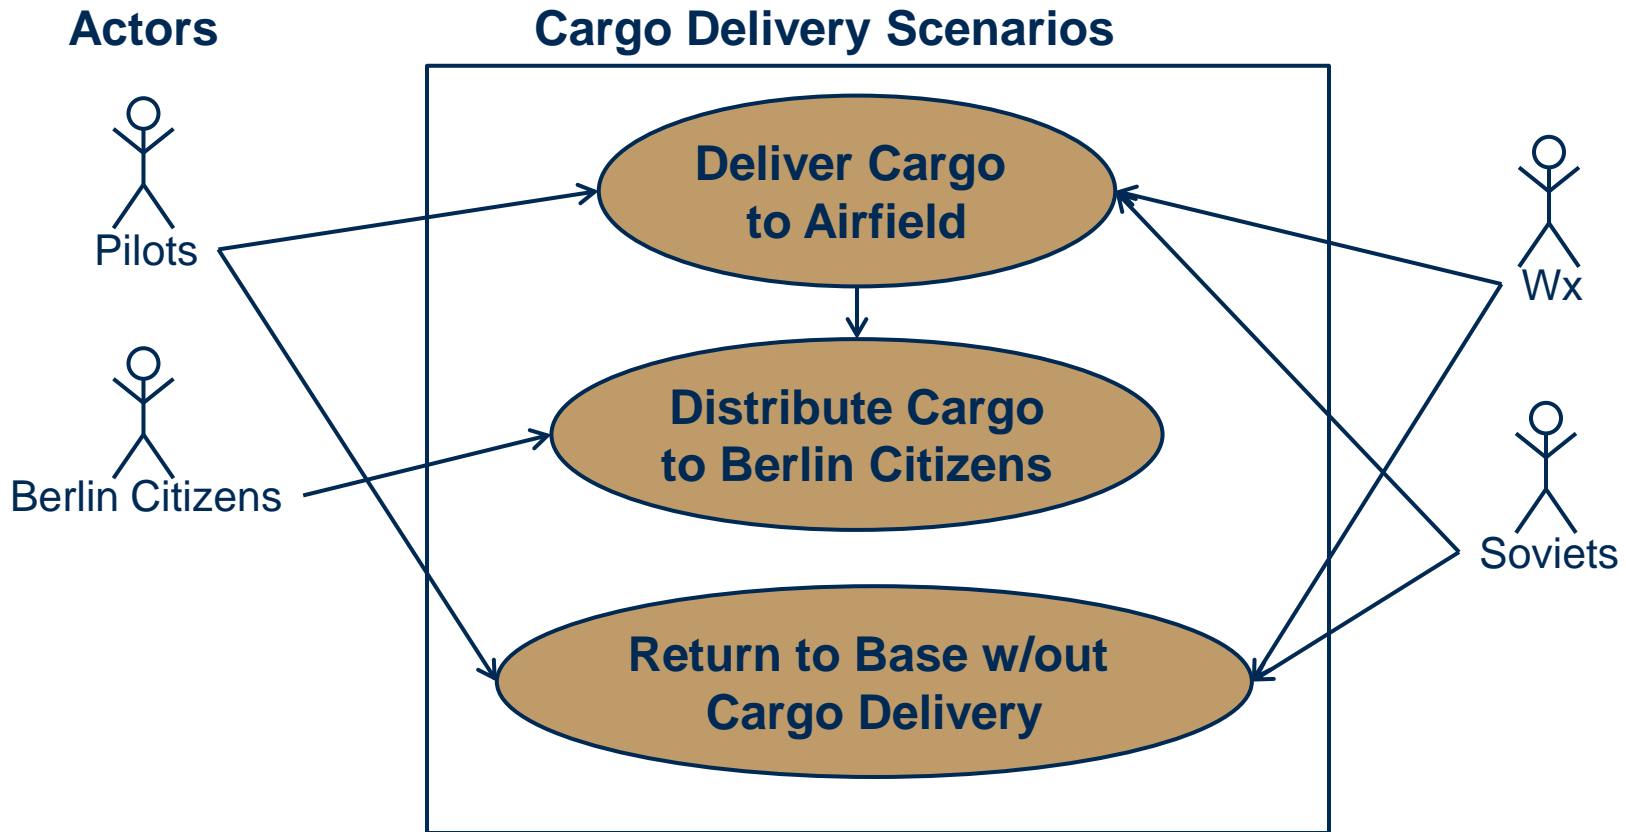 Actors
Cargo Delivery Scenarios
Pilots
Berlin Citizens
Deliver Cargo
to Airfield
Distribute Cargo
to Berlin Citizens
Return to Base w/out
Cargo Delivery
Wx
Soviets